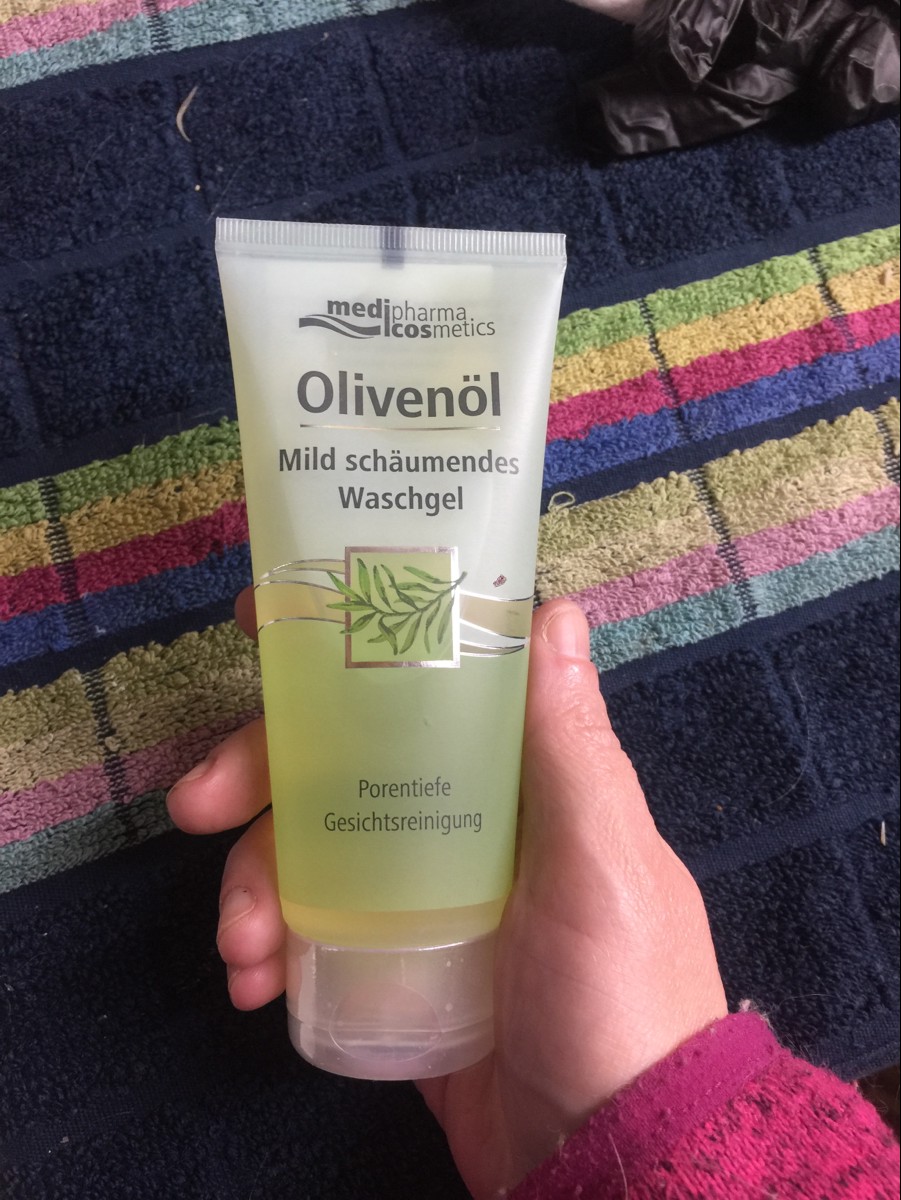 medipharma
cosmetics
Olivenöl
Mild schäumendes
Waschgel
Porentiefe
Gesichtsreinigung